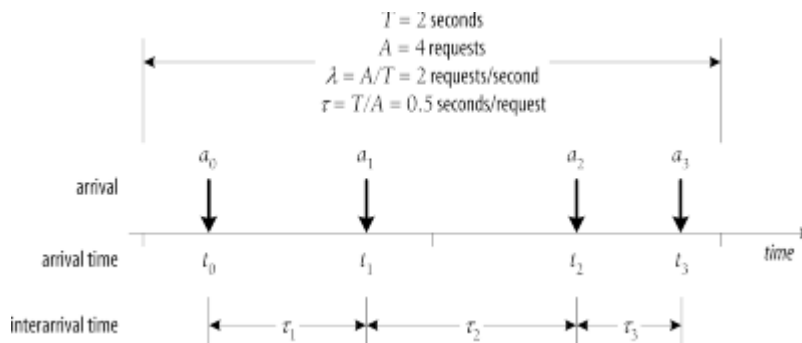 T = 2 seconds
A = 4 requests
λ = A/T = 2 requests/second
τ = T/A = 0.5 seconds/request
a₀ a₁ a₂ a₃
arrival
arrival time t₀ t₁ t₂ t₃ time
interarrival time τ₁ τ₂ τ₃